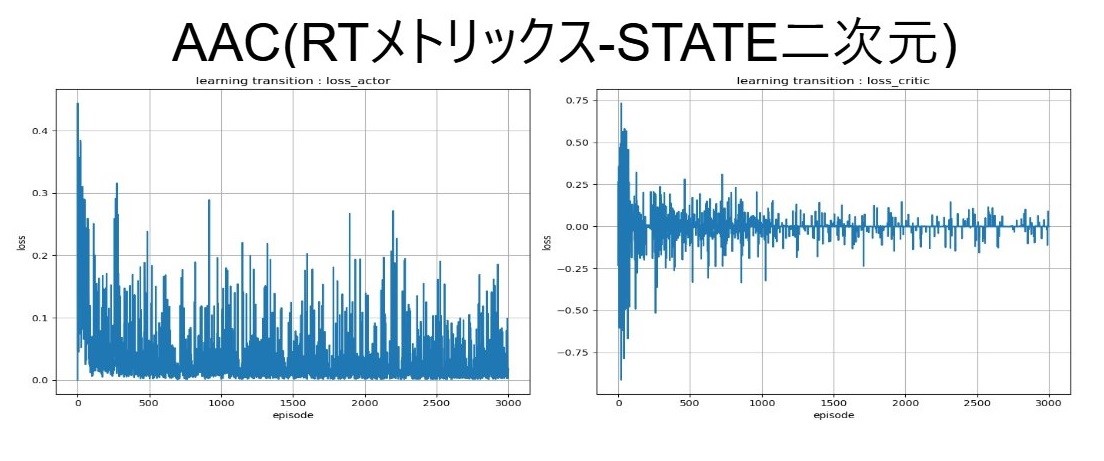 AAC(RTメトリックス-STATE二次元)
learning transition : loss_actor
loss
0.4
0.3
0.2
0.1
0.0
0 500 1000 1500 2000 2500 3000
episode
learning transition : loss_critic
loss
0.75
0.50
0.25
0.00
−0.25
−0.50
−0.75
0 500 1000 1500 2000 2500 3000
episode